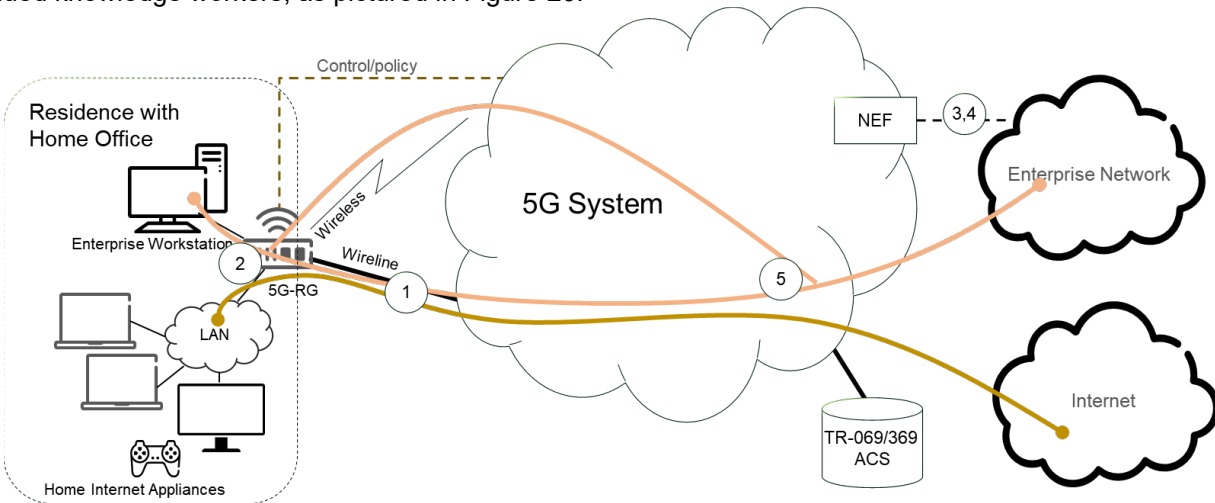 Control/policy
Residence with
Home Office
NEF
3,4
Enterprise Network
5G System
Wireless
Enterprise Workstation
Wireline
2
5G-RG
1
5
LAN
Internet
TR-069/369
ACS
Home Internet Appliances